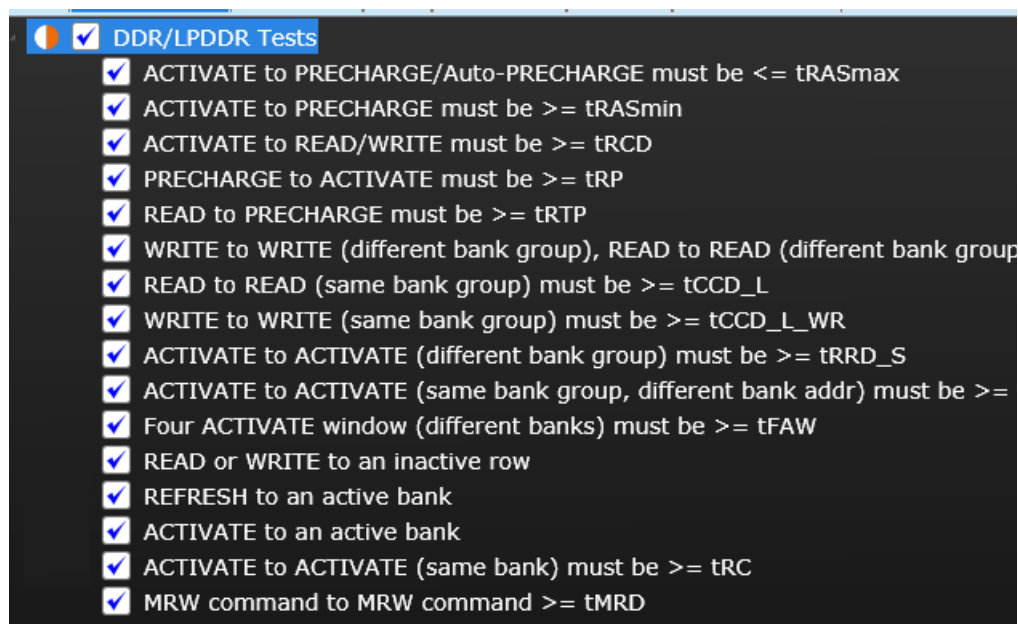 DDR/LPDDR Tests
ACTIVATE to PRECHARGE/Auto-PRECHARGE must be <= tRASmax
ACTIVATE to PRECHARGE must be >= tRASmin
ACTIVATE to READ/WRITE must be >= tRCD
PRECHARGE to ACTIVATE must be >= tRP
READ to PRECHARGE must be >= tRTP
WRITE to WRITE (different bank group), READ to READ (different bank group
READ to READ (same bank group) must be >= tCCD_L
WRITE to WRITE (same bank group) must be >= tCCD_L_WR
ACTIVATE to ACTIVATE (different bank group) must be >= tRRD_S
ACTIVATE to ACTIVATE (same bank group, different bank addr) must be >=
Four ACTIVATE window (different banks) must be >= tFAW
READ or WRITE to an inactive row
REFRESH to an active bank
ACTIVATE to an active bank
ACTIVATE to ACTIVATE (same bank) must be >= tRC
MRW command to MRW command >= tMRD